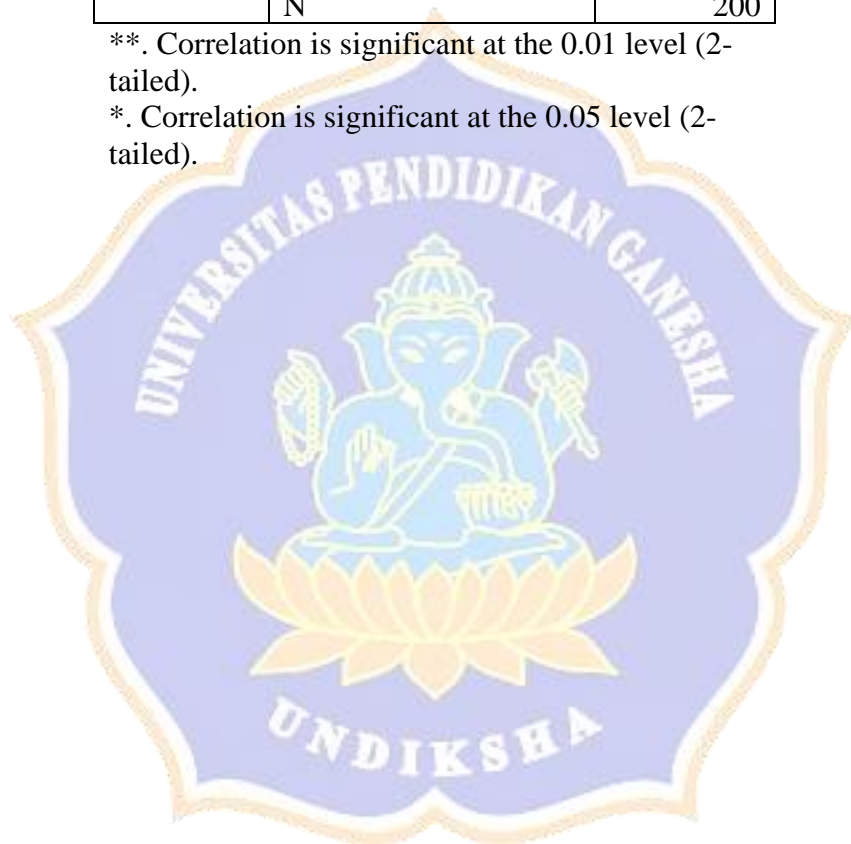 N 200
**. Correlation is significant at the 0.01 level (2-
tailed).
*. Correlation is significant at the 0.05 level (2-
tailed).
UNIVERSITAS PENDIDIKAN GANESHA
UNDIKSHA